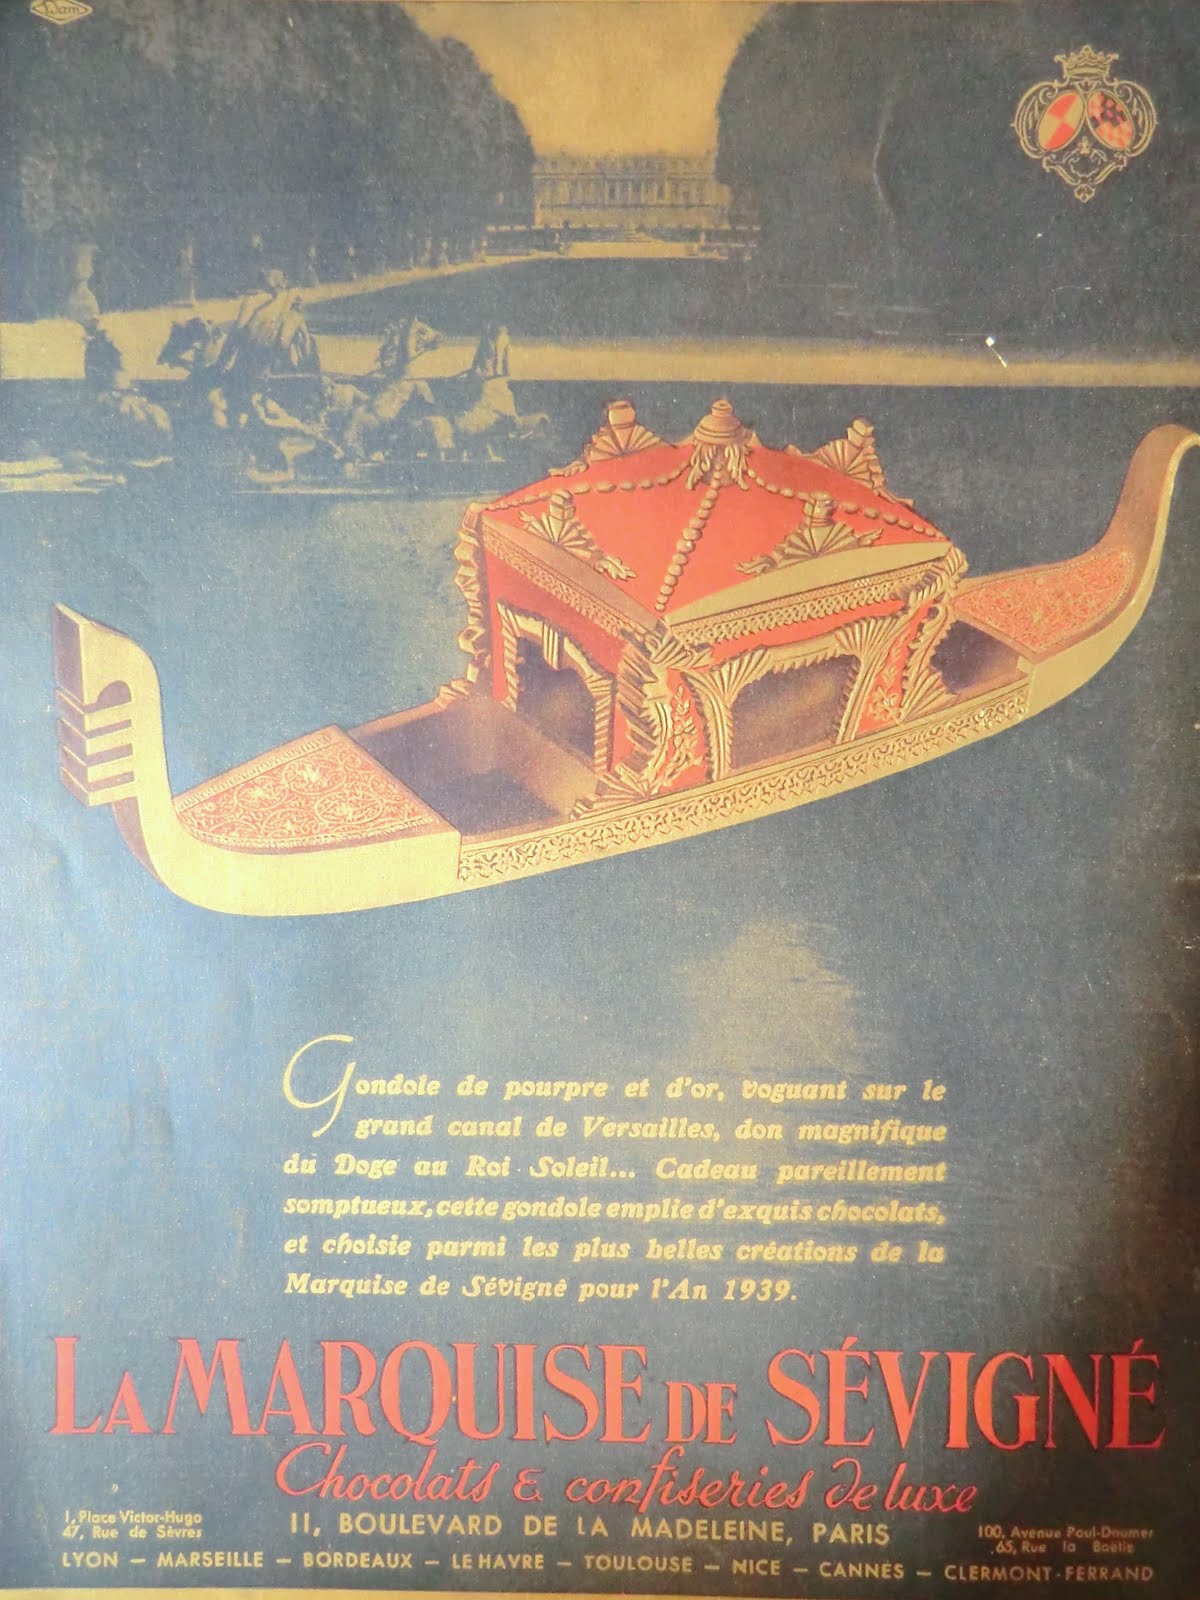 Dam
Gondole de pourpre et d'or, voguant sur le
grand canal de Versailles, don magnifique
du Doge au Roi-Soleil... Cadeau pareillement
somptueux, cette gondole emplie d'exquis chocolats,
et choisie parmi les plus belles créations de la
Marquise de Sévigné pour l'An 1939.
LA MARQUISE DE SÉVIGNÉ
Chocolats & confiseries de luxe
1, Place Victor-Hugo
47, Rue de Sèvres
11, BOULEVARD DE LA MADELEINE, PARIS
100, Avenue Paul-Doumer
65, Rue la Boëtie
LYON — MARSEILLE — BORDEAUX — LE HAVRE — TOULOUSE — NICE — CANNES — CLERMONT-FERRAND